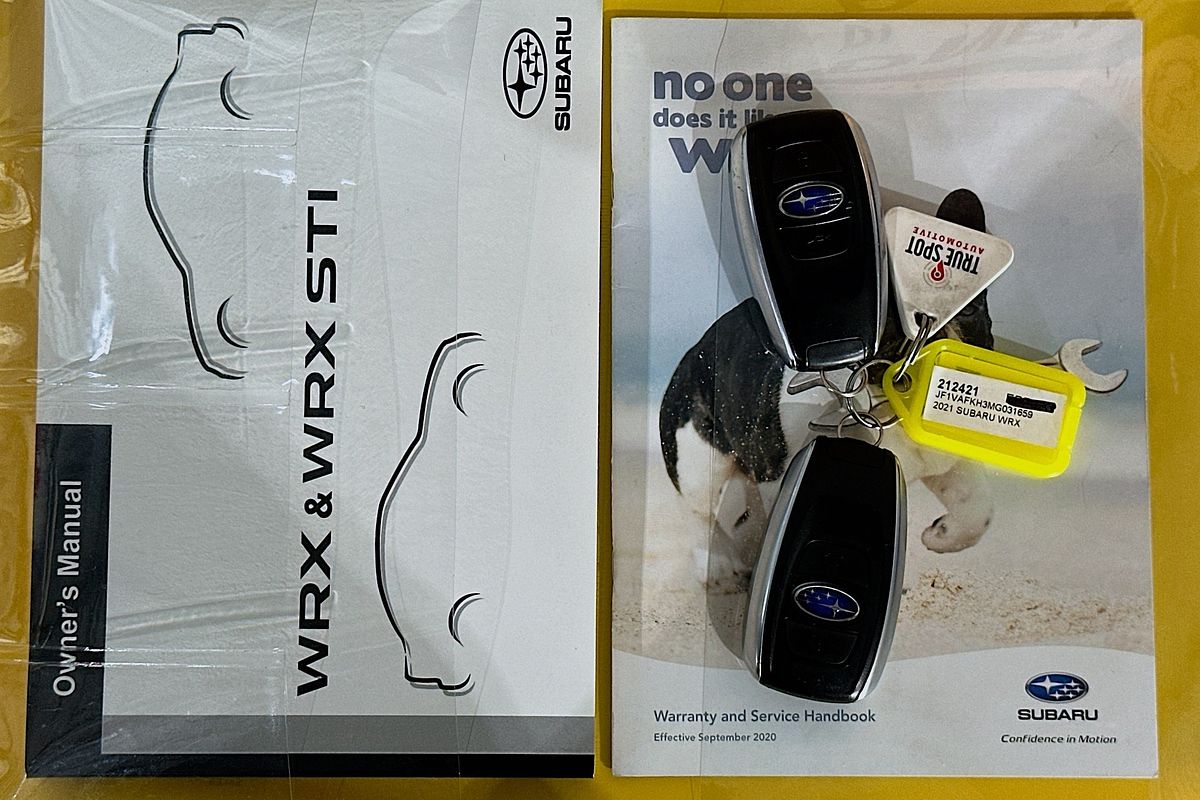 SUBARU
WRX & WRX STI
Owner's Manual
no one
does it
TRUE SPOT
AUTOMOTIVE
212421
JF1VAFKH3MG031659
2021 SUBARU WRX
Warranty and Service Handbook
Effective September 2020
SUBARU
Confidence in Motion